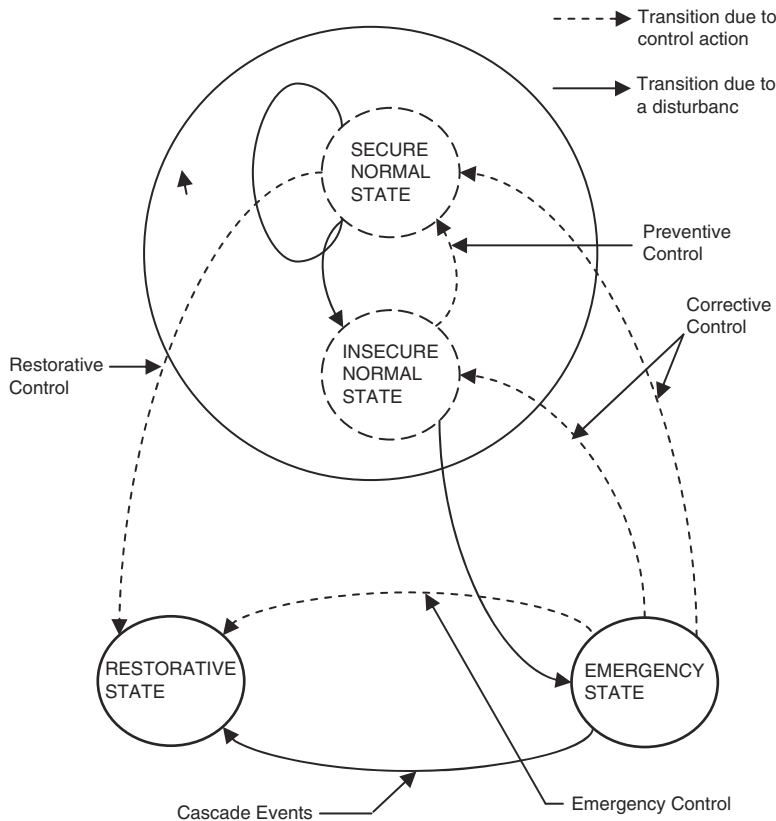 Transition due to
control action
Transition due to
a disturbanc
SECURE
NORMAL
STATE
Preventive
Control
Corrective
Control
INSECURE
NORMAL
STATE
Restorative
Control
RESTORATIVE
STATE
EMERGENCY
STATE
Cascade Events
Emergency Control